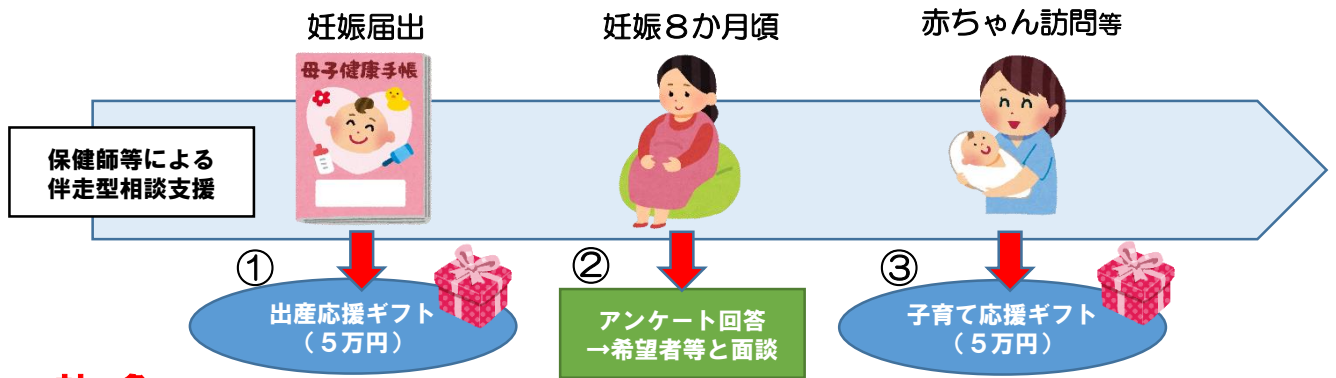 妊娠届出
妊娠８か月頃
赤ちゃん訪問等
母子健康手帳
保健師等による
伴走型相談支援
①
出産応援ギフト
（５万円）
②
アンケート回答
→希望者等と面談
③
子育て応援ギフト
（５万円）